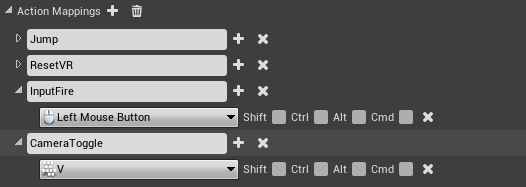 Action Mappings
Jump
ResetVR
InputFire
Left Mouse Button Shift Ctrl Alt Cmd
CameraToggle
V Shift Ctrl Alt Cmd